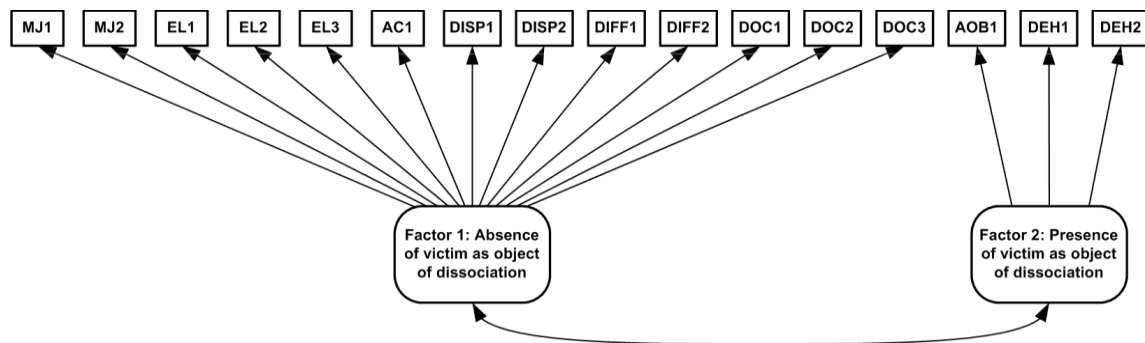 MJ1 MJ2 EL1 EL2 EL3 AC1 DISP1 DISP2 DIFF1 DIFF2 DOC1 DOC2 DOC3 AOB1 DEH1 DEH2
Factor 1: Absence
of victim as object
of dissociation
Factor 2: Presence
of victim as object
of dissociation